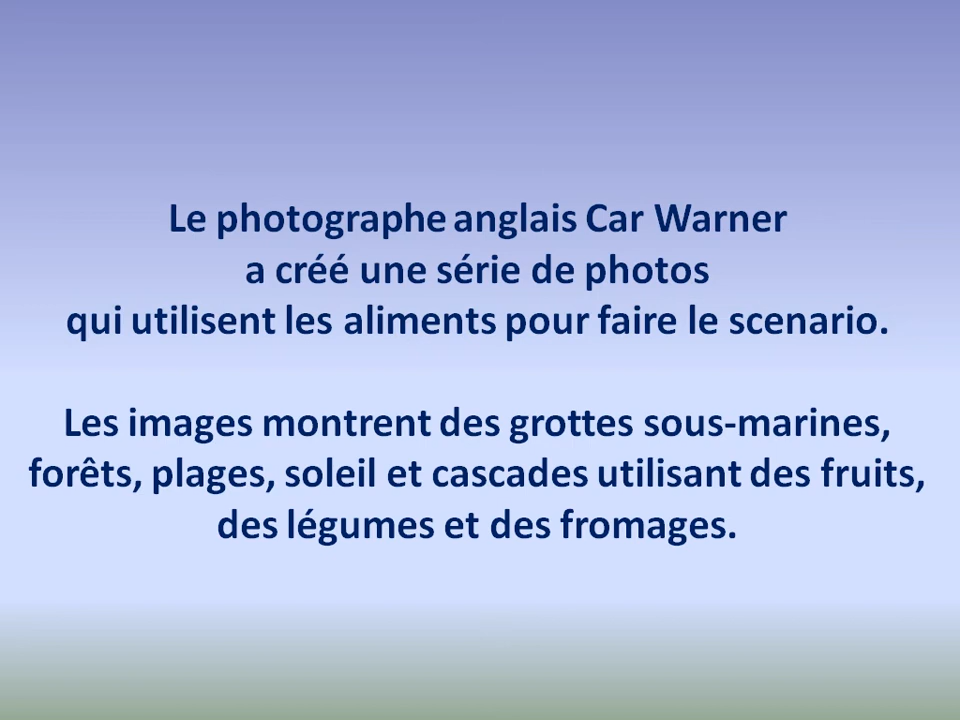 Le photographe anglais Car Warner
a créé une série de photos
qui utilisent les aliments pour faire le scenario.
Les images montrent des grottes sous-marines,
forêts, plages, soleil et cascades utilisant des fruits,
des légumes et des fromages.